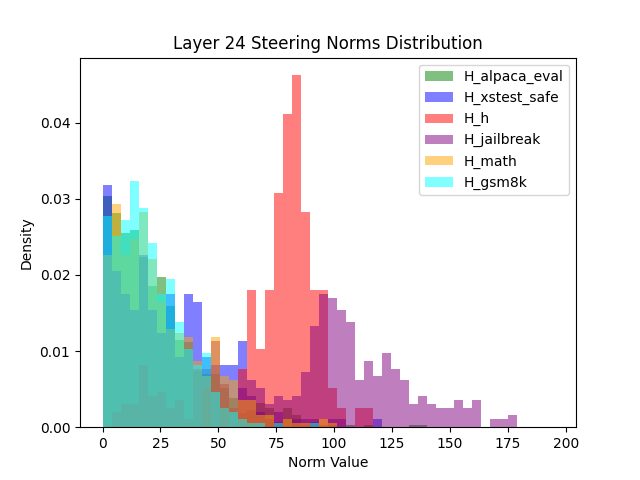 Layer 24 Steering Norms Distribution
H_alpaca_eval
H_xstest_safe
H_h
H_jailbreak
H_math
H_gsm8k
Density
0.04
0.03
0.02
0.01
0.00
0
25
50
75
100
125
150
175
200
Norm Value